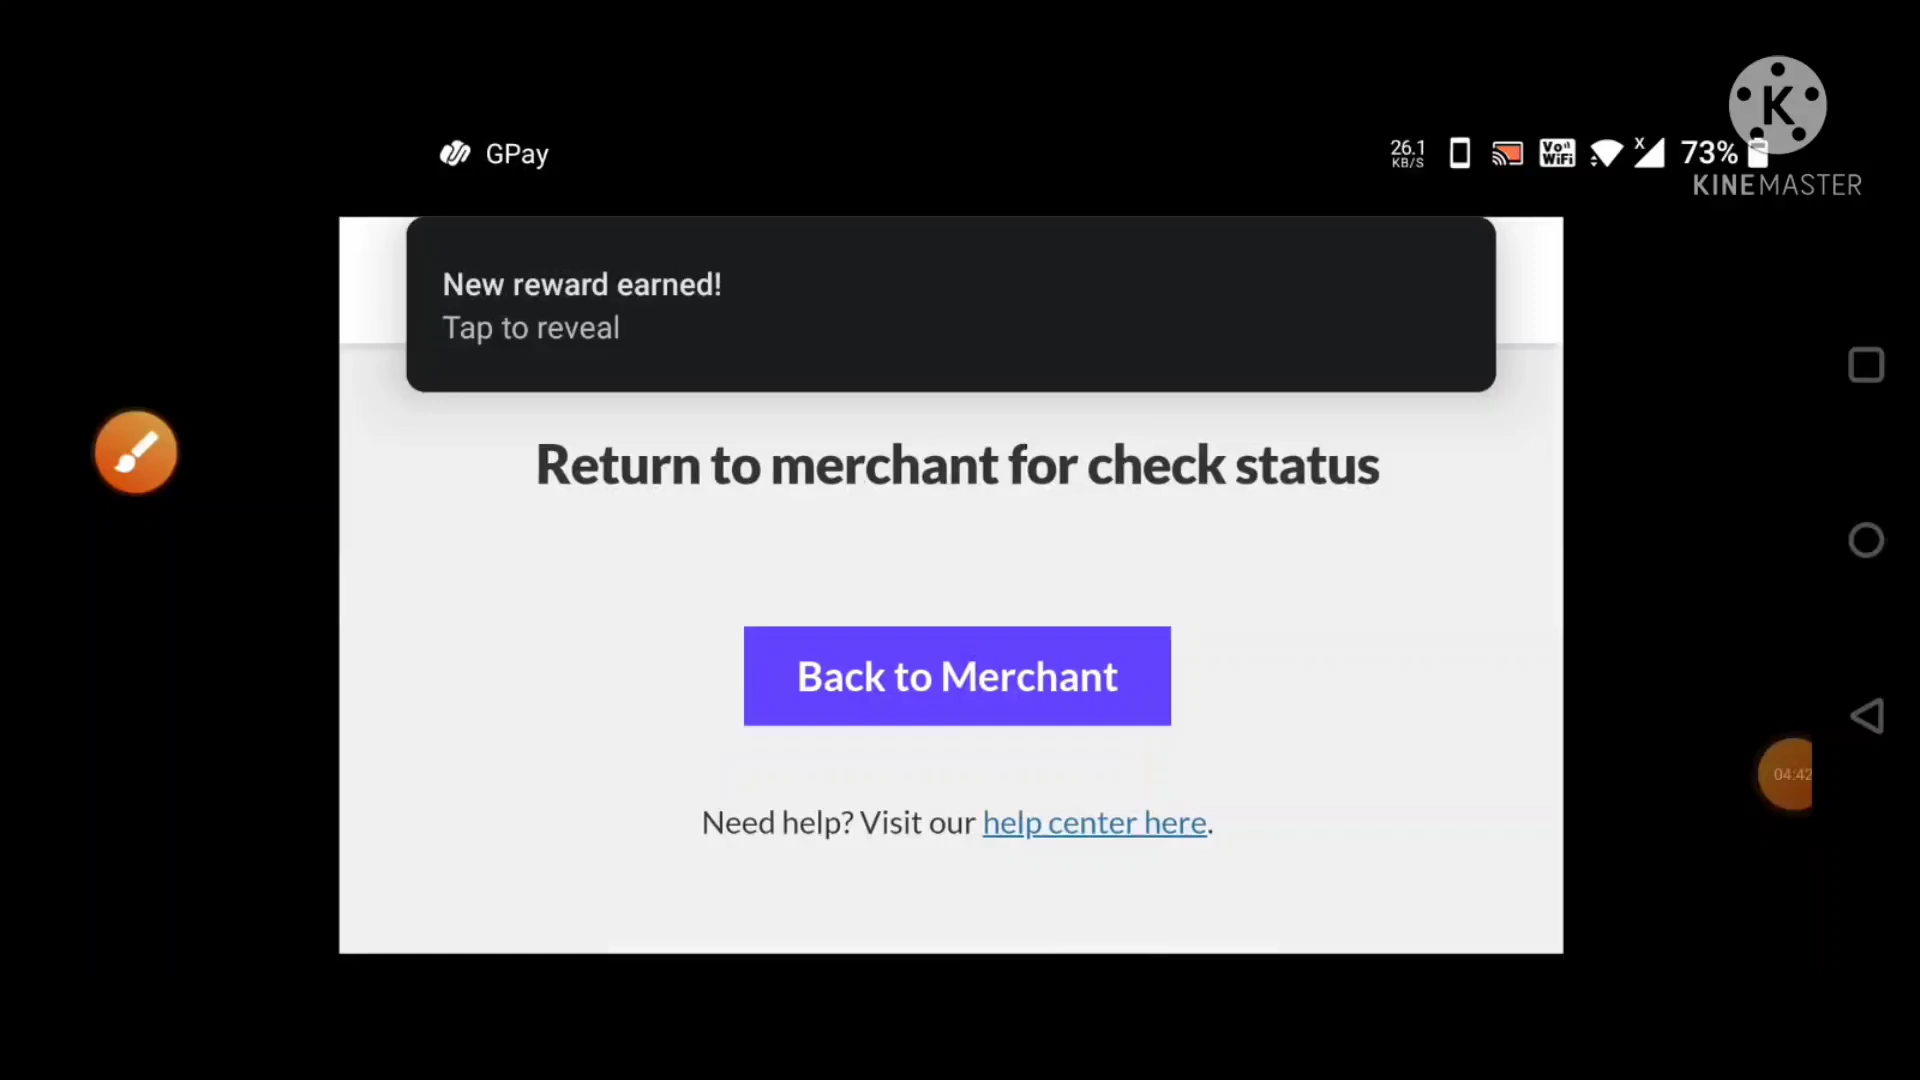 GPay
26.1
KB/S
Vo))
WiFi
X
73%
K
KINEMASTER
New reward earned!
Tap to reveal
Return to merchant for check status
Back to Merchant
04:42
Need help? Visit our help center here.